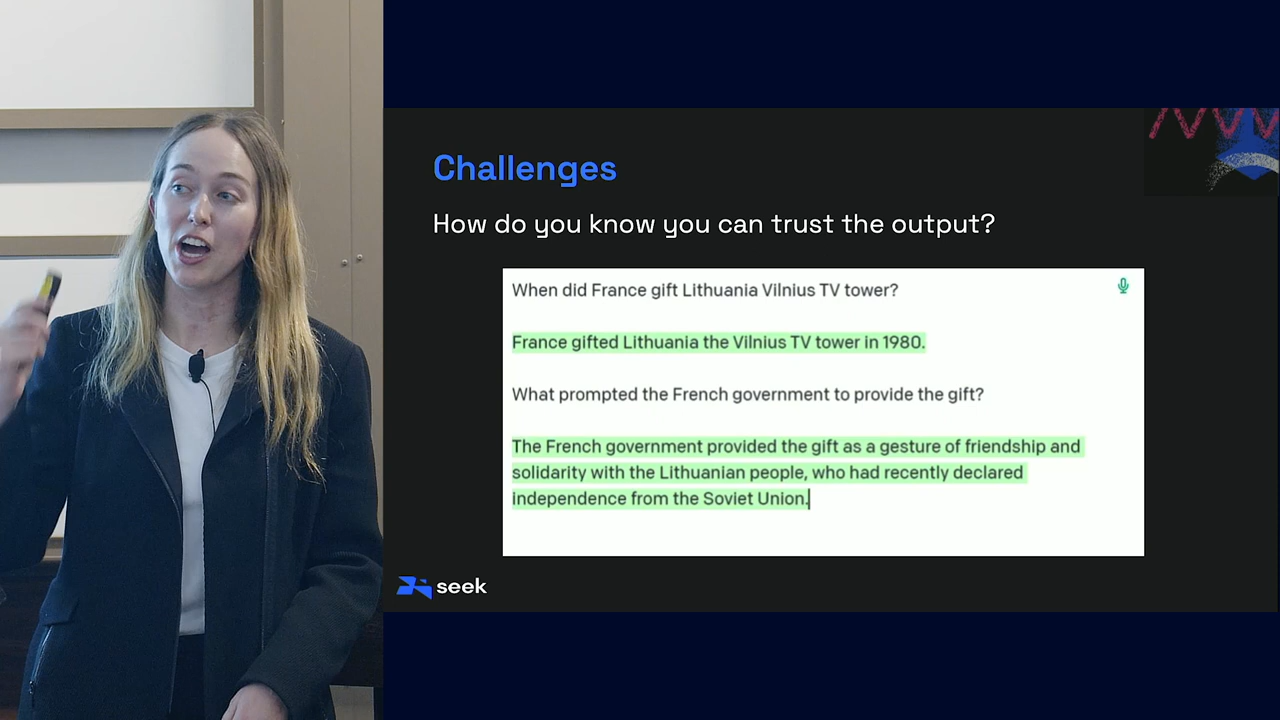 Challenges
How do you know you can trust the output?
When did France gift Lithuania Vilnius TV tower?
France gifted Lithuania the Vilnius TV tower in 1980.
What prompted the French government to provide the gift?
The French government provided the gift as a gesture of friendship and
solidarity with the Lithuanian people, who had recently declared
independence from the Soviet Union.
seek